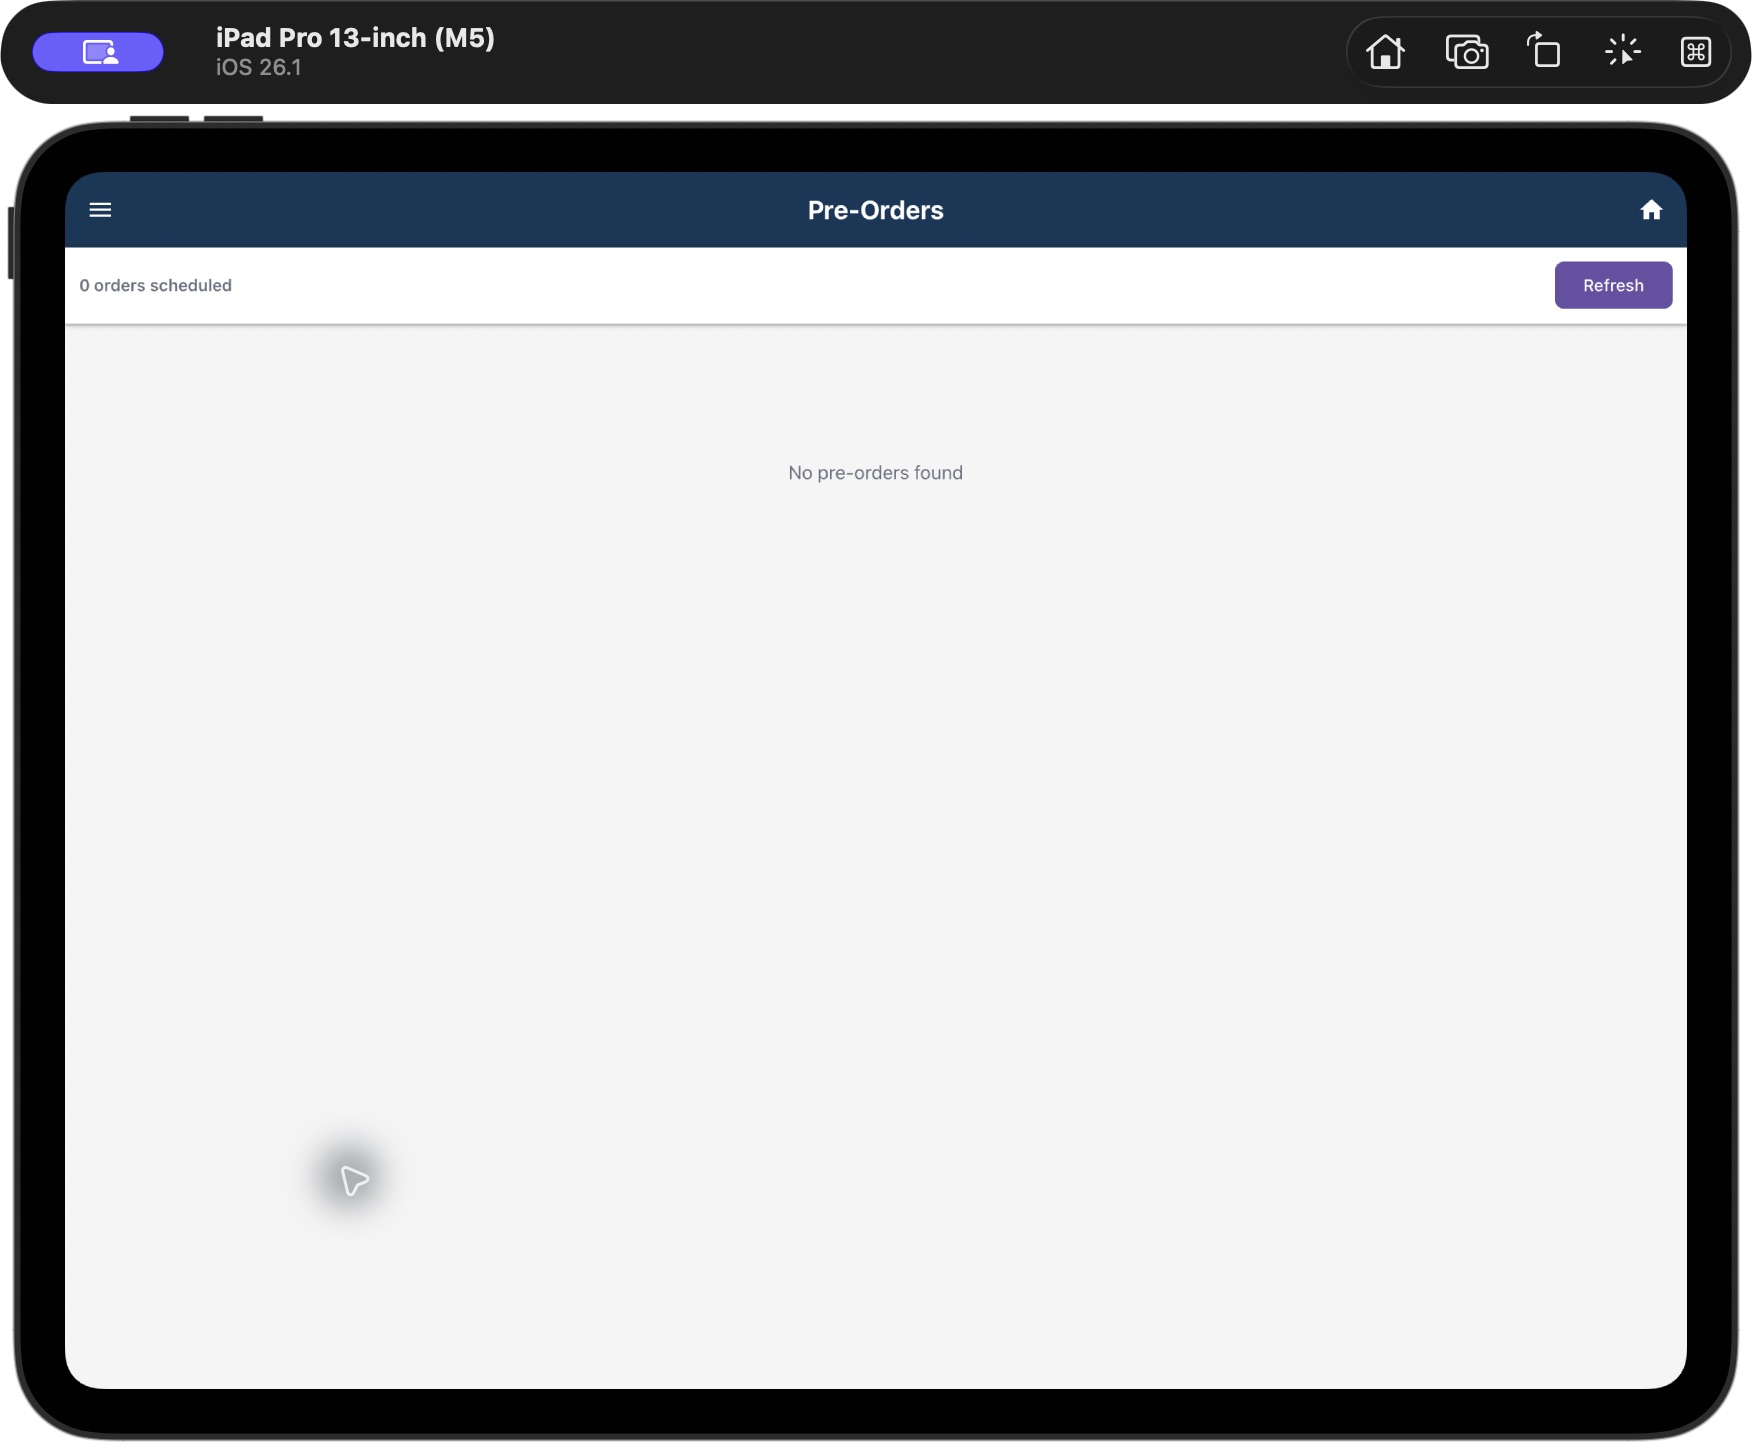 iPad Pro 13-inch (M5)
iOS 26.1
Pre-Orders
0 orders scheduled
Refresh
No pre-orders found